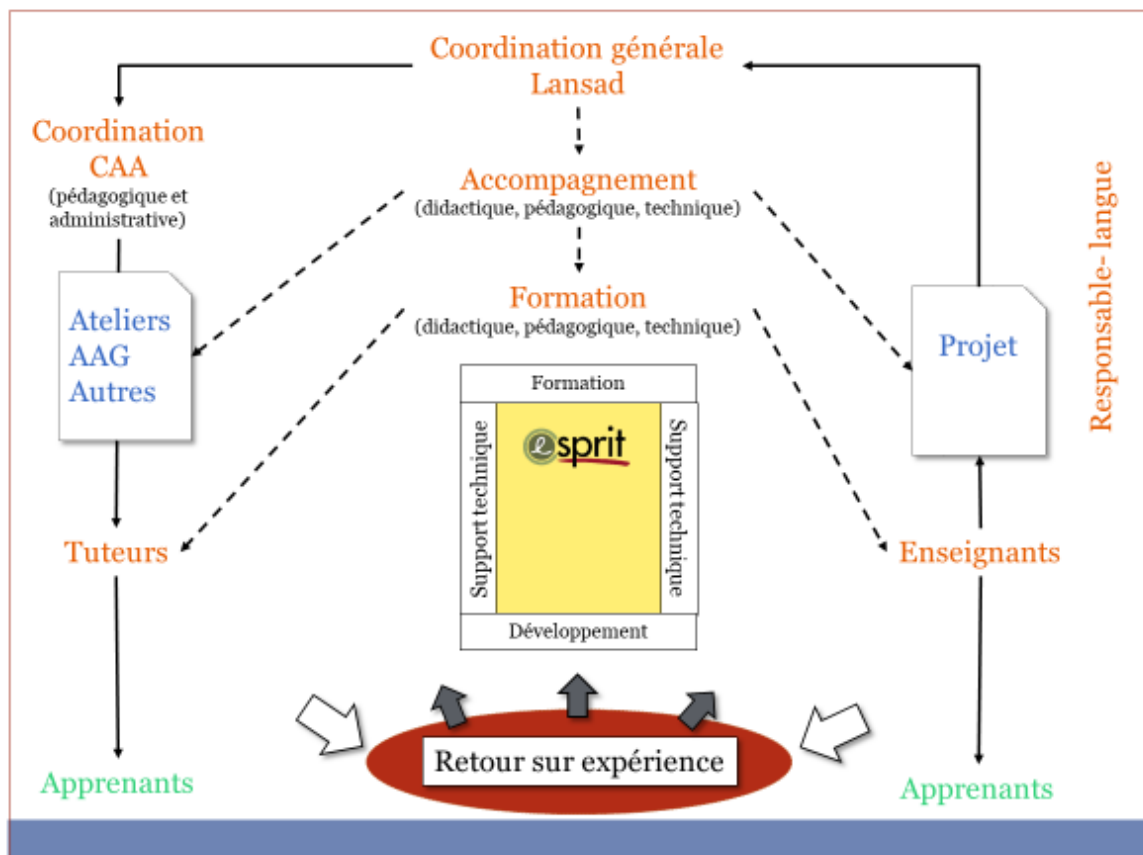 Coordination générale
Lansad
Coordination
CAA
(pédagogique et
administrative)
Accompagnement
(didactique, pédagogique, technique)
Formation
(didactique, pédagogique, technique)
Ateliers
AAG
Autres
Projet
Responsable- langue
Formation
Support technique
esprit
Support technique
Développement
Tuteurs
Enseignants
Retour sur expérience
Apprenants
Apprenants